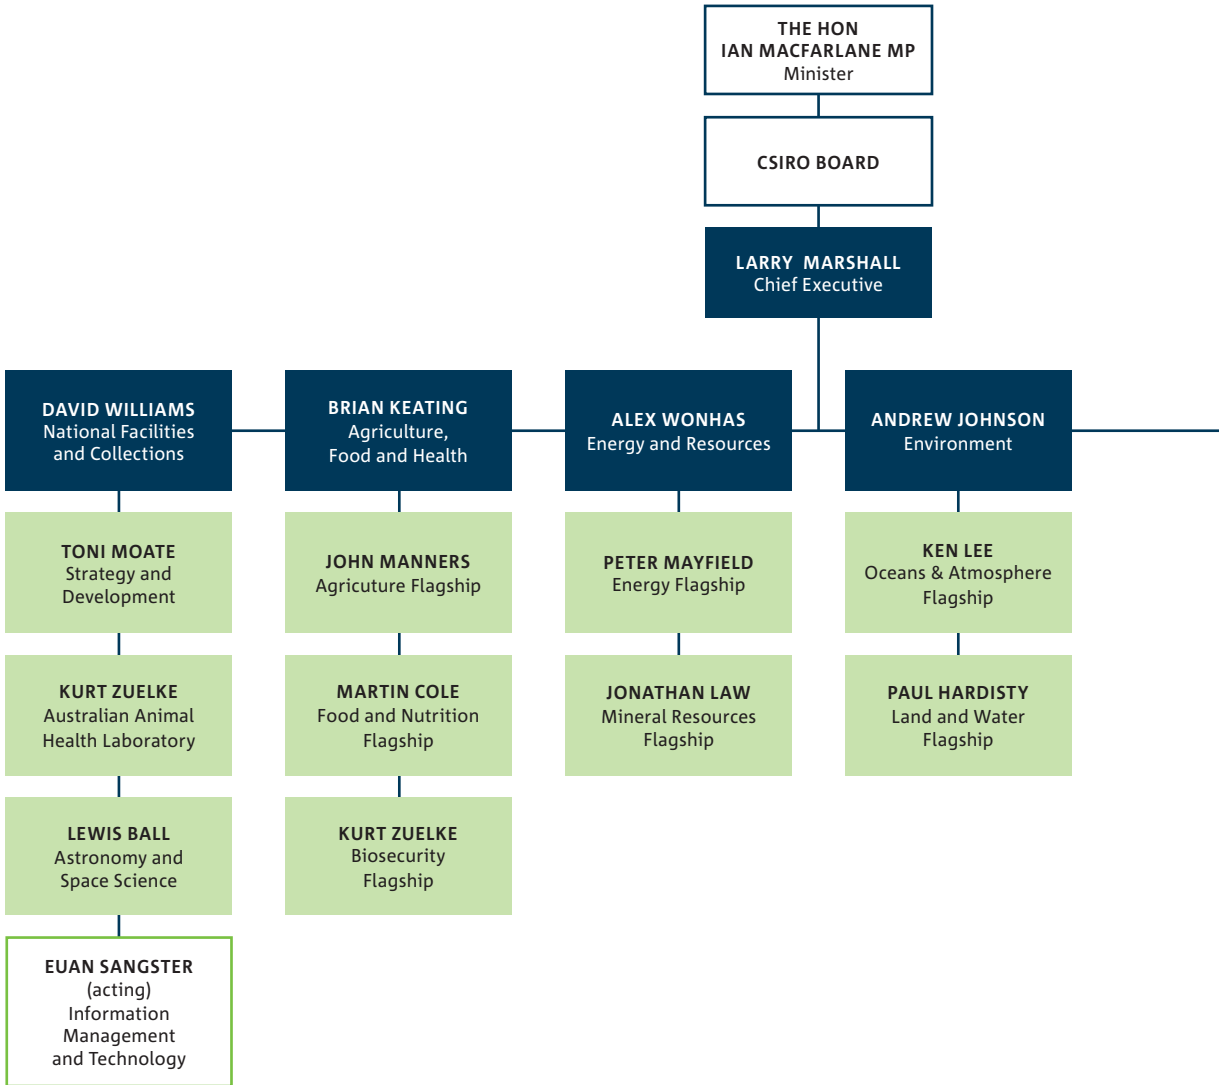 THE HON
IAN MACFARLANE MP
Minister
CSIRO BOARD
LARRY MARSHALL
Chief Executive
DAVID WILLIAMS
National Facilities
and Collections
BRIAN KEATING
Agriculture,
Food and Health
ALEX WONHAS
Energy and Resources
ANDREW JOHNSON
Environment
TONI MOATE
Strategy and
Development
JOHN MANNERS
Agricuture Flagship
PETER MAYFIELD
Energy Flagship
KEN LEE
Oceans & Atmosphere
Flagship
KURT ZUELKE
Australian Animal
Health Laboratory
MARTIN COLE
Food and Nutrition
Flagship
JONATHAN LAW
Mineral Resources
Flagship
PAUL HARDISTY
Land and Water
Flagship
LEWIS BALL
Astronomy and
Space Science
KURT ZUELKE
Biosecurity
Flagship
EUAN SANGSTER
(acting)
Information
Management
and Technology